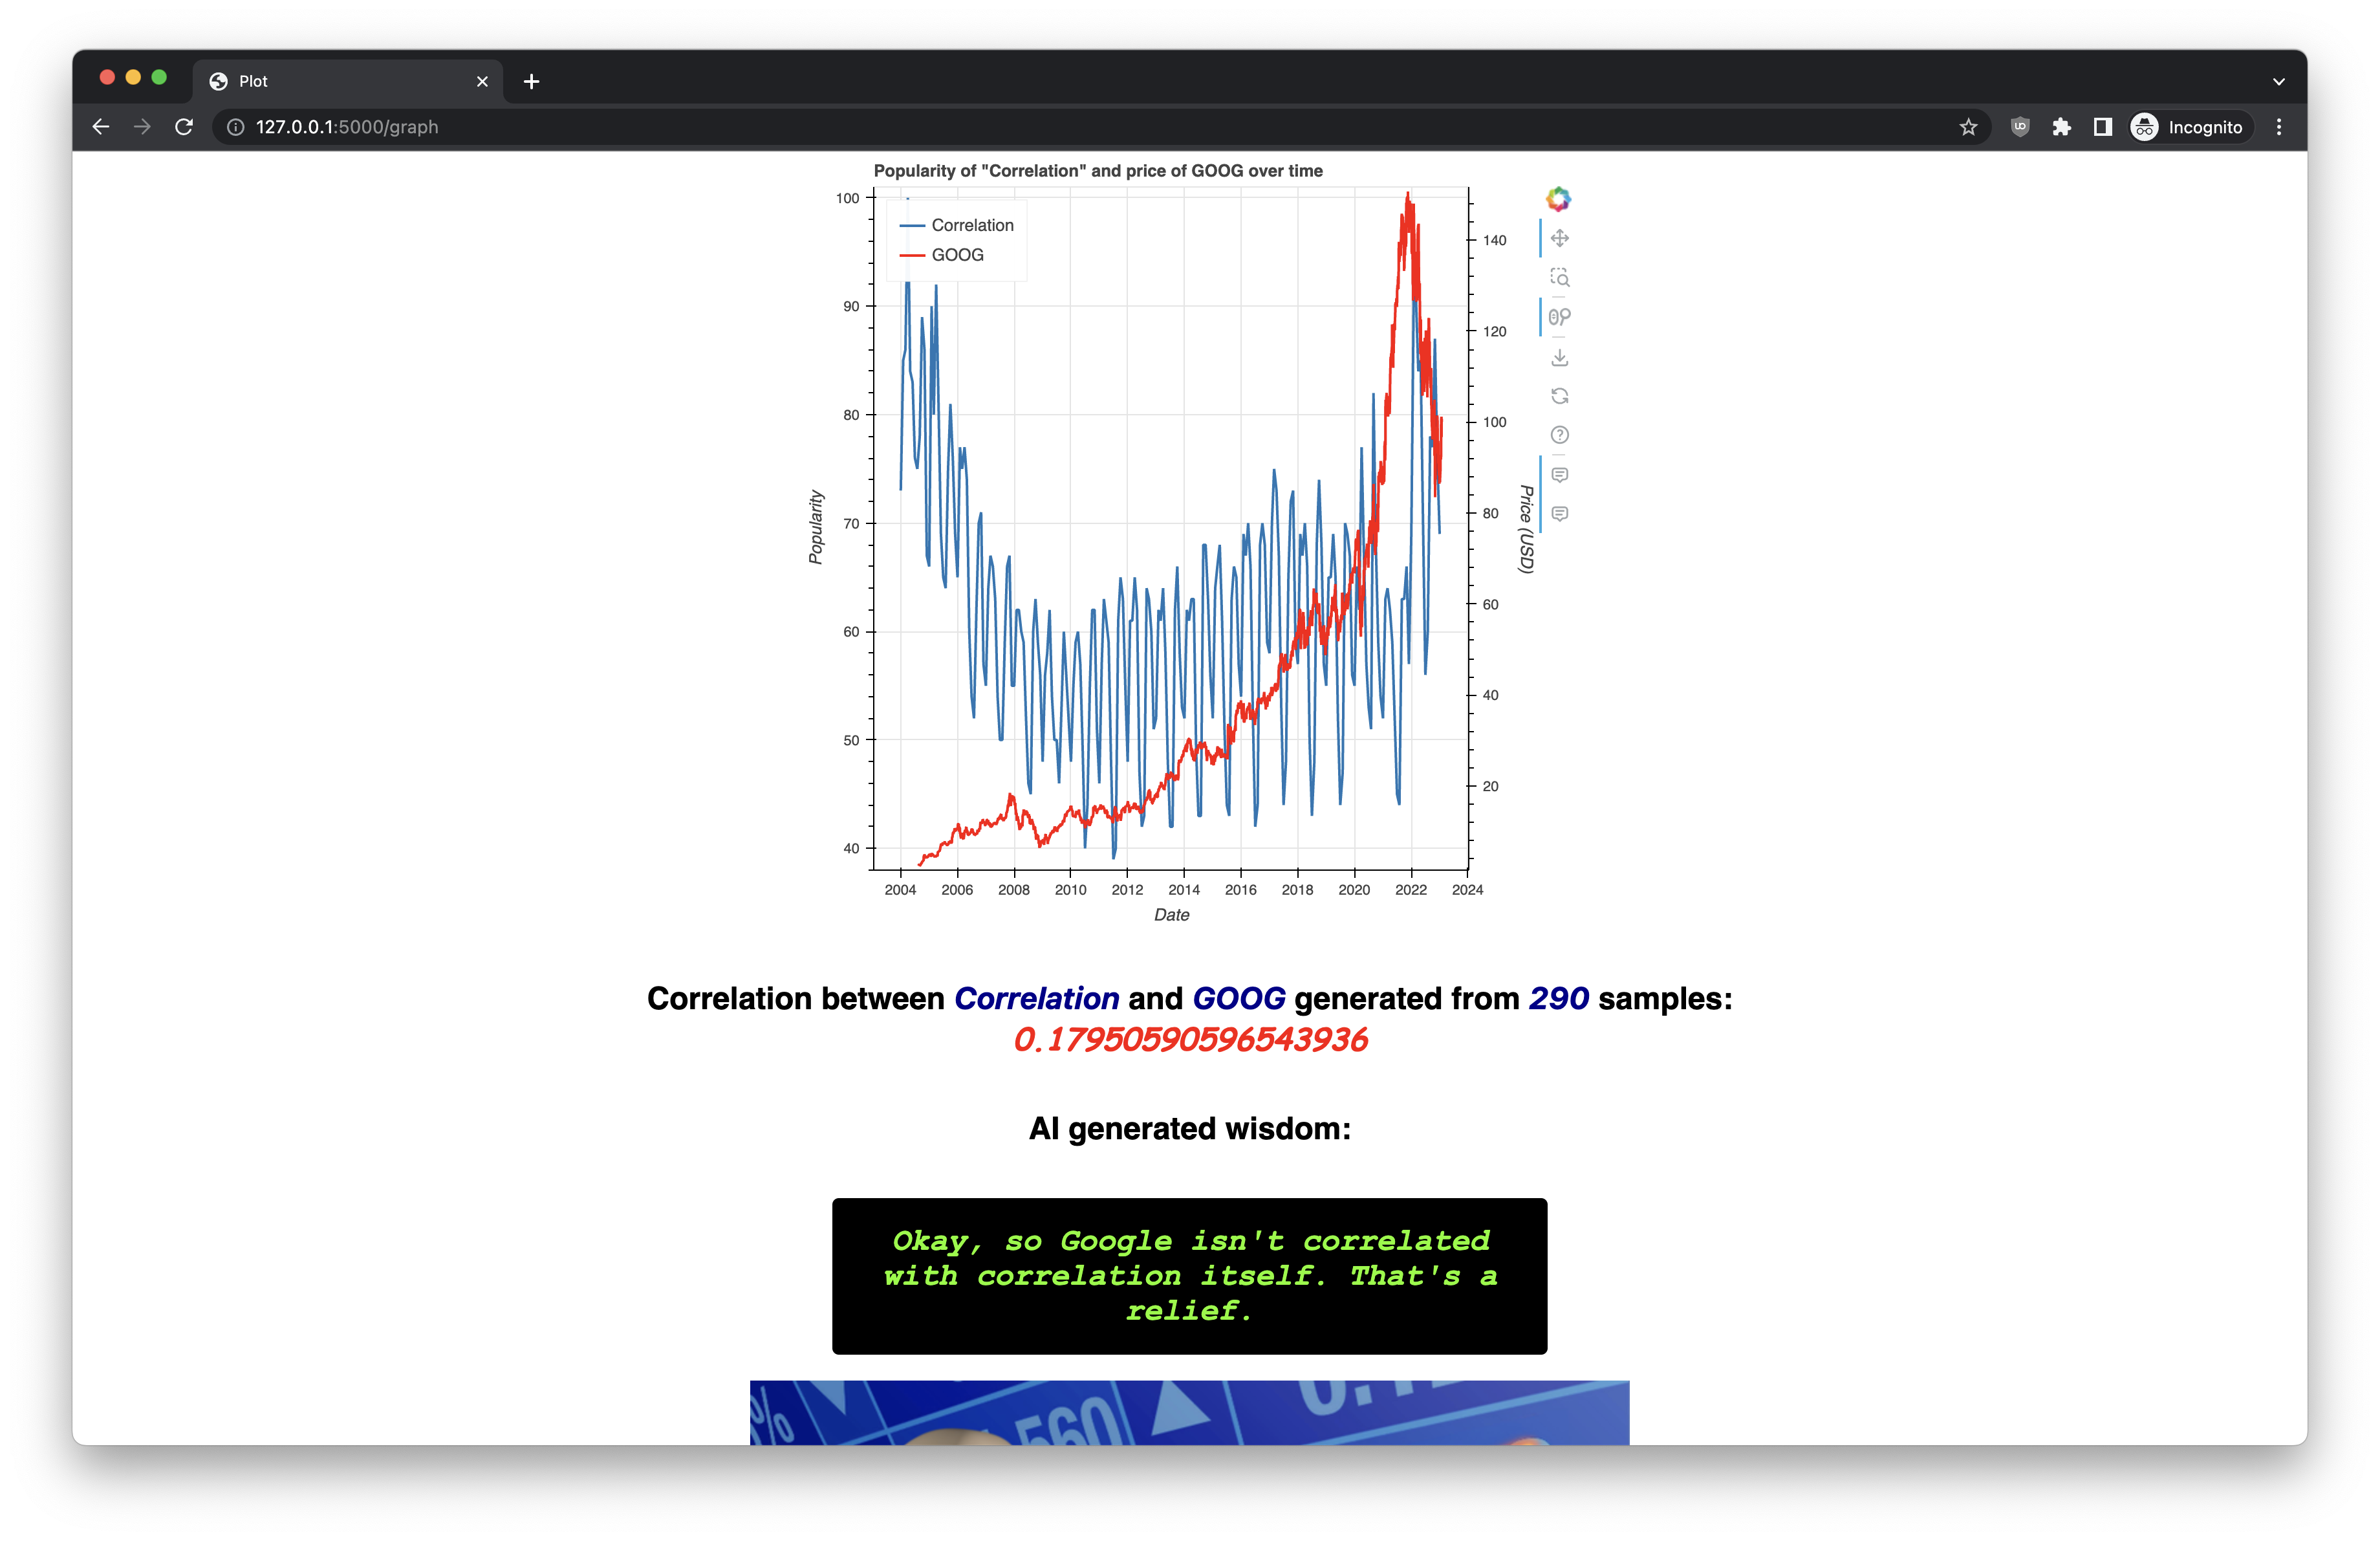 Plot
127.0.0.1:5000/graph
Incognito
Popularity of "Correlation" and price of GOOG over time
Correlation
GOOG
100
90
80
70
60
50
40
Popularity
140
120
100
80
60
40
20
Price (USD)
2004 2006 2008 2010 2012 2014 2016 2018 2020 2022 2024
Date
Correlation between Correlation and GOOG generated from 290 samples:
0.17950590596543936
AI generated wisdom:
Okay, so Google isn't correlated
with correlation itself. That's a
relief.
%
560